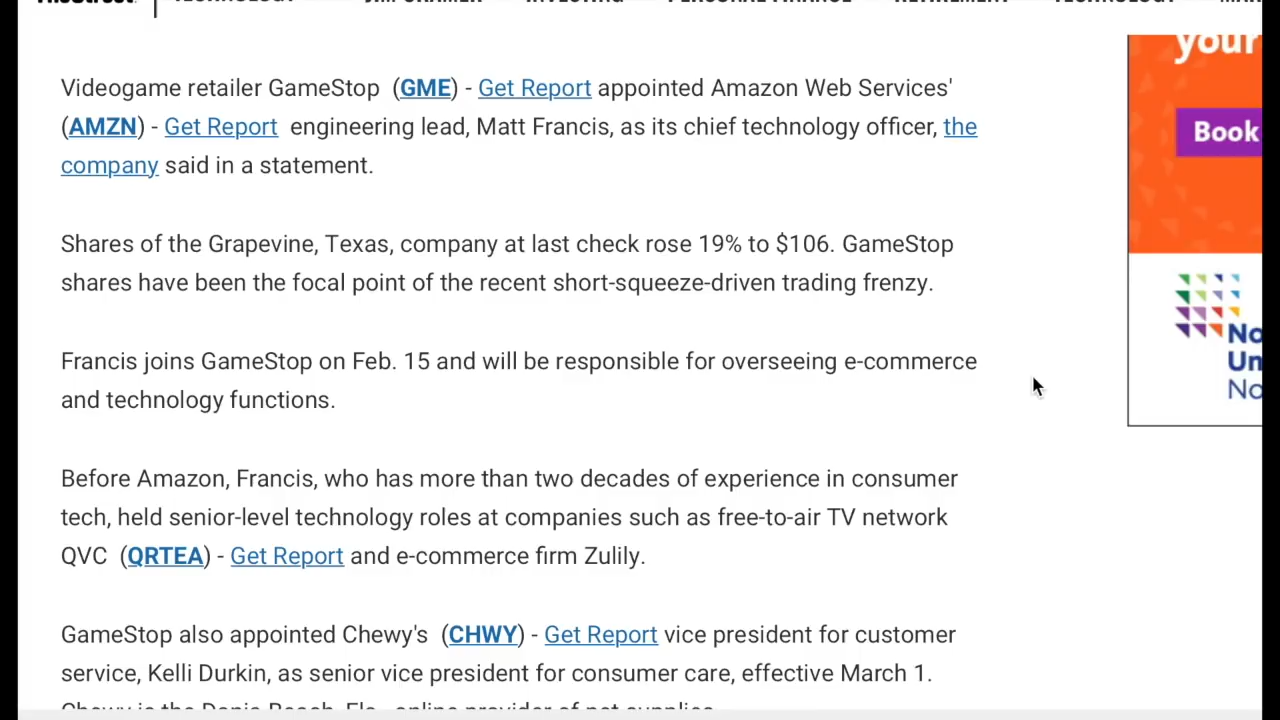 your
Videogame retailer GameStop (GME) - Get Report appointed Amazon Web Services'
(AMZN) - Get Report engineering lead, Matt Francis, as its chief technology officer, the
company said in a statement.
Book
Shares of the Grapevine, Texas, company at last check rose 19% to $106. GameStop
shares have been the focal point of the recent short-squeeze-driven trading frenzy.
Francis joins GameStop on Feb. 15 and will be responsible for overseeing e-commerce
and technology functions.
No
Un
No
Before Amazon, Francis, who has more than two decades of experience in consumer
tech, held senior-level technology roles at companies such as free-to-air TV network
QVC (QRTEA) - Get Report and e-commerce firm Zulily.
GameStop also appointed Chewy's (CHWY) - Get Report vice president for customer
service, Kelli Durkin, as senior vice president for consumer care, effective March 1.